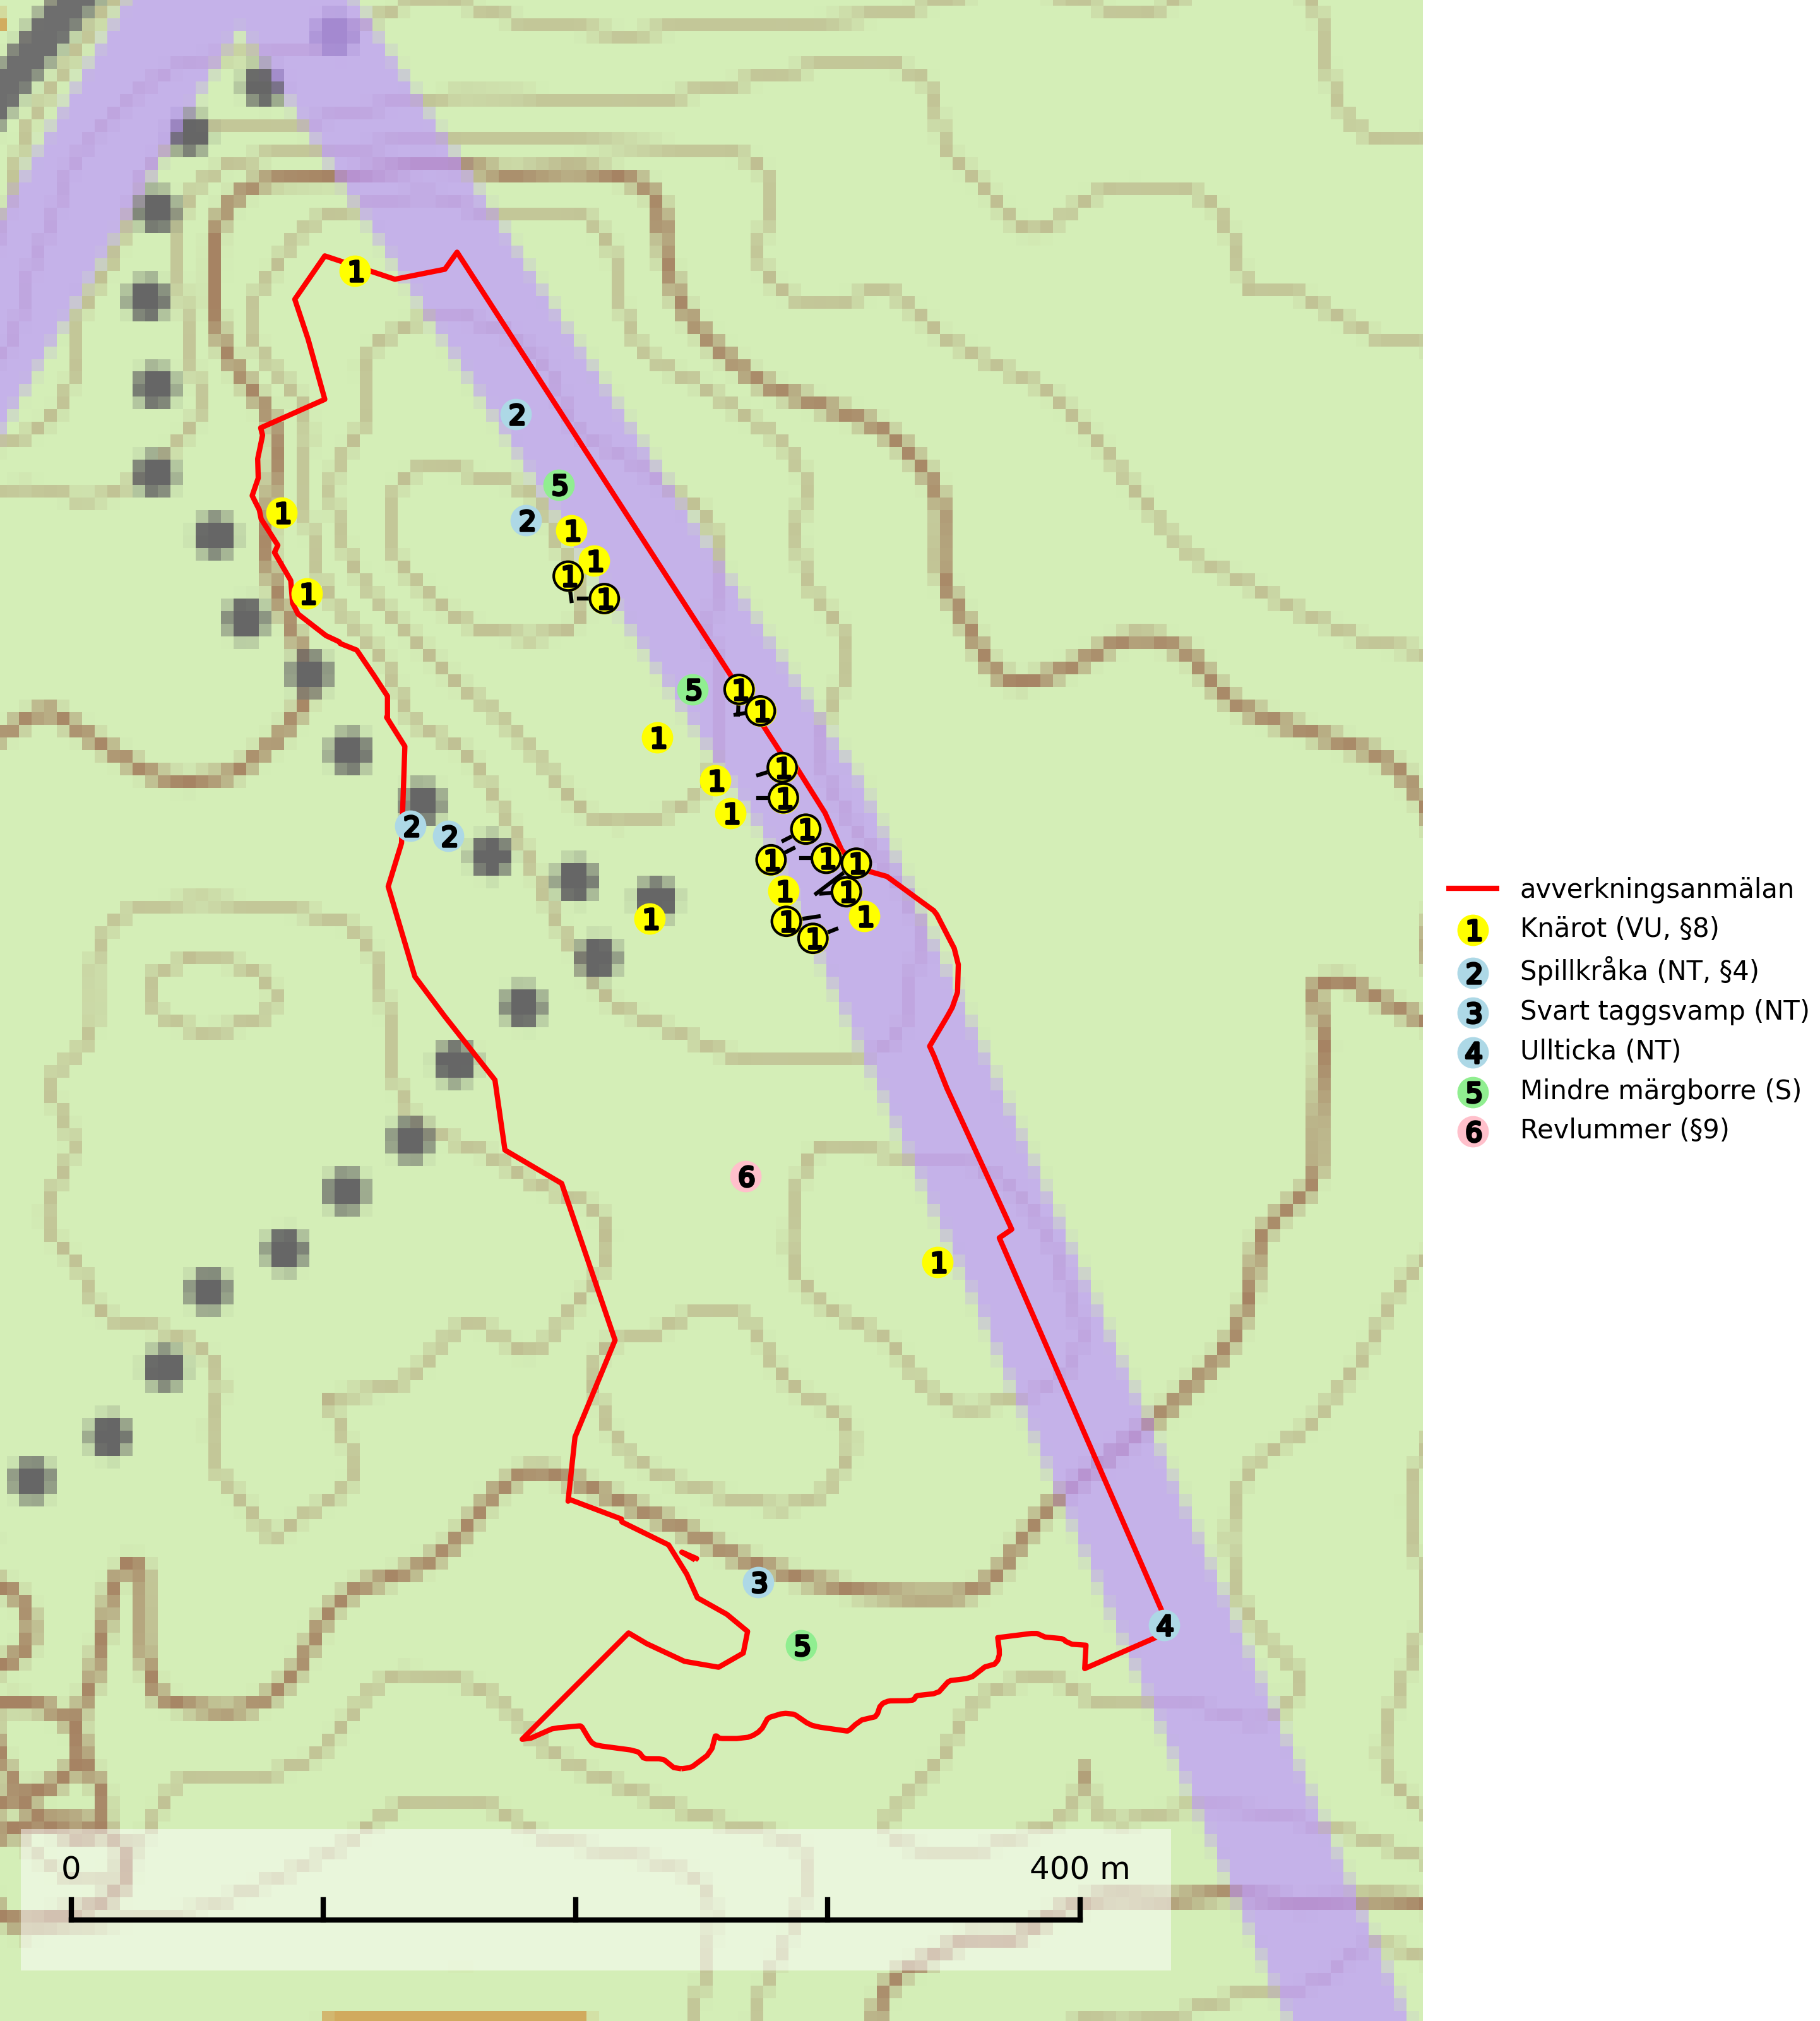 1
2
5
1
2
1
1
1
1
1
5 1
1
1
1
1
1
1
2 1
2
1 1 1
1 1
1 1 1
1
6
1
3
4
5
0 400 m
avverkningsanmälan
1 Knärot (VU, §8)
2 Spillkråka (NT, §4)
3 Svart taggsvamp (NT)
4 Ullticka (NT)
5 Mindre märgborre (S)
6 Revlummer (§9)